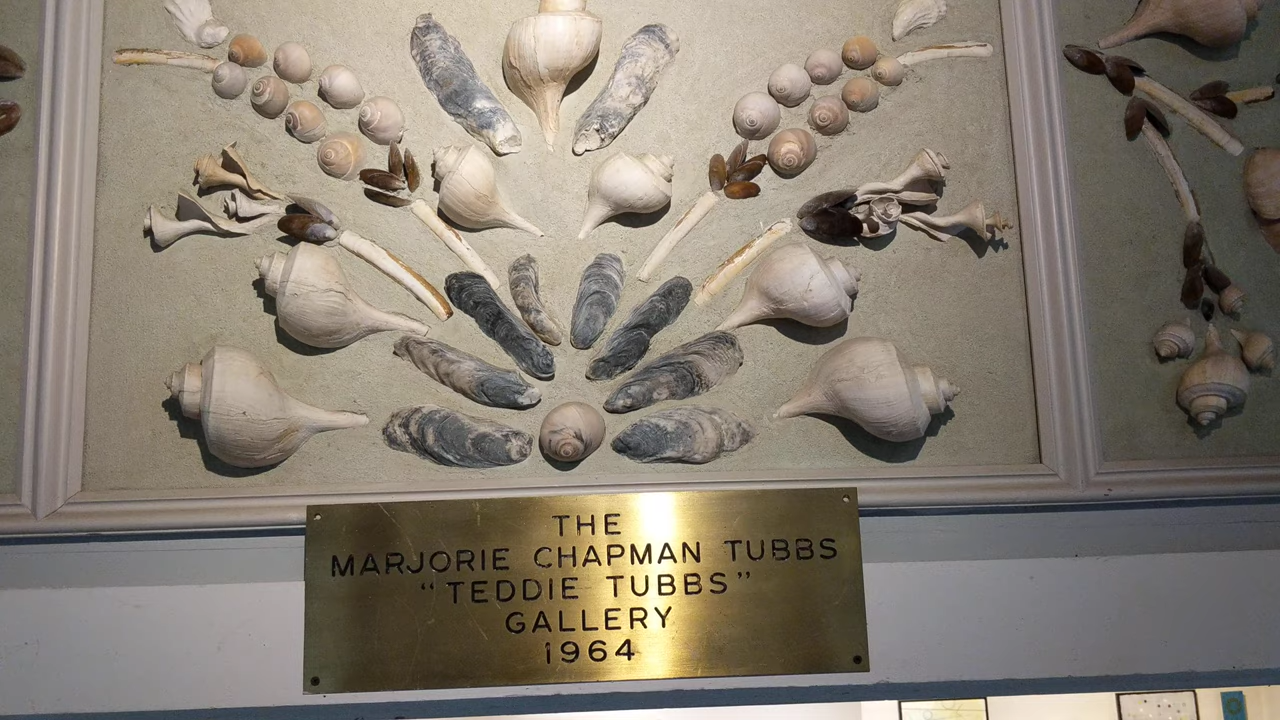 THE
MARJORIE CHAPMAN TUBBS
“TEDDIE TUBBS”
GALLERY
1964